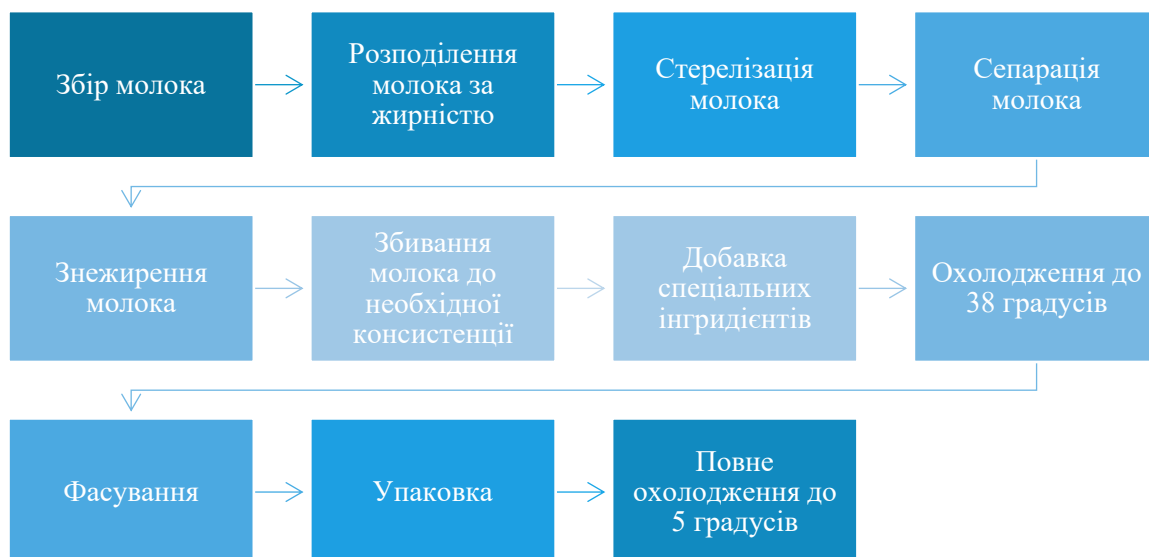 Збір молока
Розподілення
молока за
жирністю
Стерелізація
молока
Сепарація
молока
Знежирення
молока
Збивання
молока до
необхідної
консистенції
Добавка
спеціальних
інгридієнтів
Охолодження до
38 градусів
Фасування
Упаковка
Повне
охолодження до
5 градусів